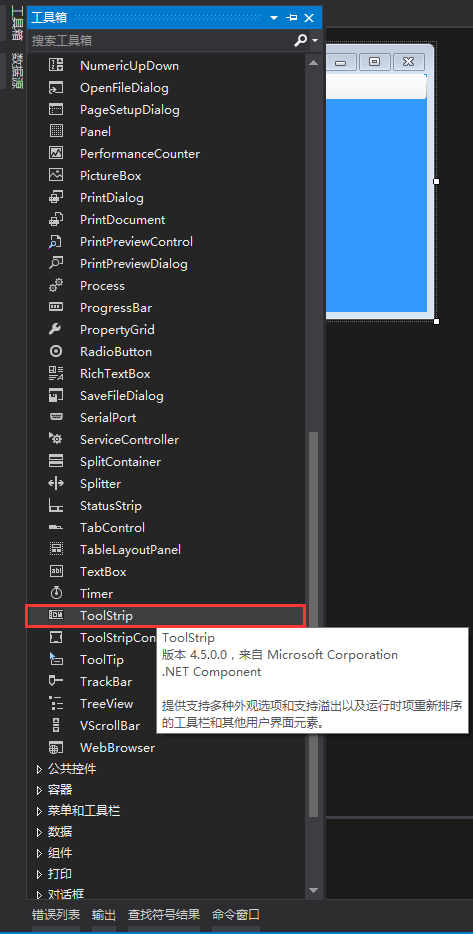 工具箱
数据源
工具箱
搜索工具箱
NumericUpDown
OpenFileDialog
PageSetupDialog
Panel
PerformanceCounter
PictureBox
PrintDialog
PrintDocument
PrintPreviewControl
PrintPreviewDialog
Process
ProgressBar
PropertyGrid
RadioButton
RichTextBox
SaveFileDialog
SerialPort
ServiceController
SplitContainer
Splitter
StatusStrip
TabControl
TableLayoutPanel
TextBox
Timer
ToolStrip
ToolStripCon
ToolTip
TrackBar
TreeView
VScrollBar
WebBrowser
ToolStrip
版本 4.5.0.0，来自 Microsoft Corporation
.NET Component
提供支持多种外观选项和支持溢出以及运行时项重新排序
的工具栏和其他用户界面元素。
公共控件
容器
菜单和工具栏
数据
组件
打印
对话框
错误列表 输出 查找符号结果 命令窗口